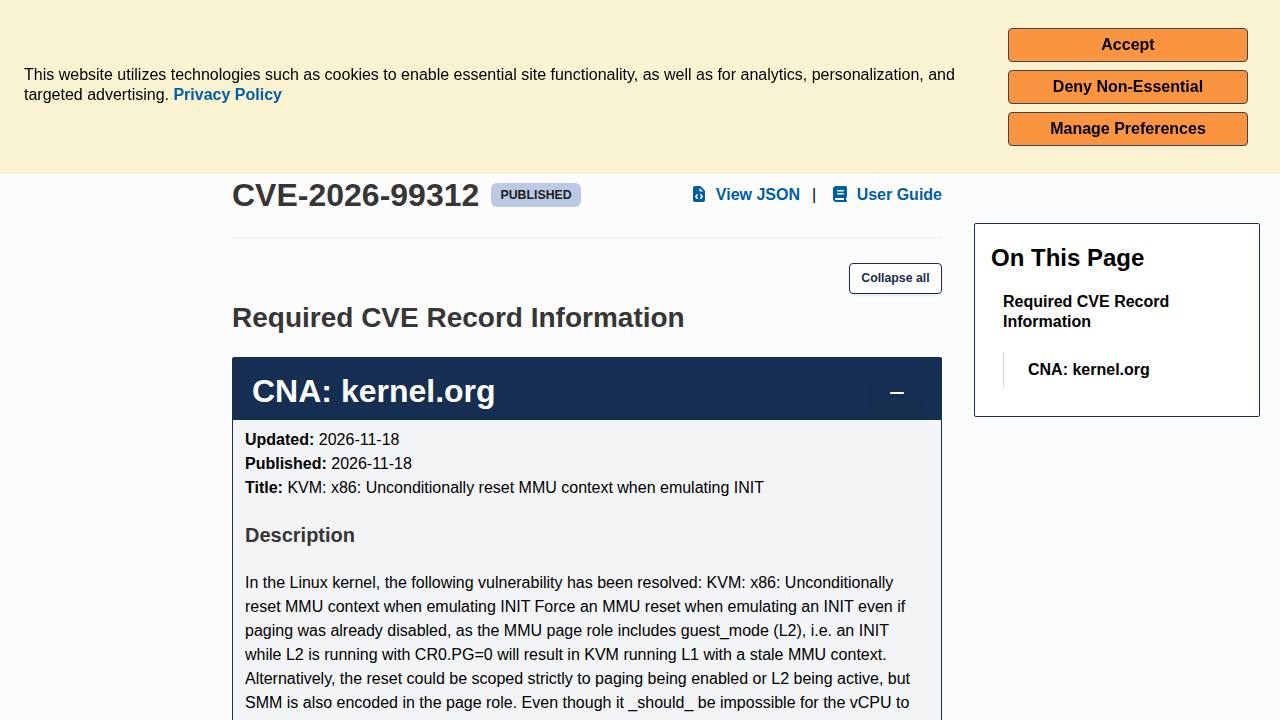 This website utilizes technologies such as cookies to enable essential site functionality, as well as for analytics, personalization, and
targeted advertising. Privacy Policy
Accept
Deny Non-Essential
Manage Preferences
CVE-2026-99312 PUBLISHED View JSON | User Guide
Collapse all
Required CVE Record Information
CNA: kernel.org
Updated: 2026-11-18
Published: 2026-11-18
Title: KVM: x86: Unconditionally reset MMU context when emulating INIT
Description
In the Linux kernel, the following vulnerability has been resolved: KVM: x86: Unconditionally
reset MMU context when emulating INIT Force an MMU reset when emulating an INIT even if
paging was already disabled, as the MMU page role includes guest_mode (L2), i.e. an INIT
while L2 is running with CR0.PG=0 will result in KVM running L1 with a stale MMU context.
Alternatively, the reset could be scoped strictly to paging being enabled or L2 being active, but
SMM is also encoded in the page role. Even though it _should_ be impossible for the vCPU to
On This Page
Required CVE Record
Information
CNA: kernel.org